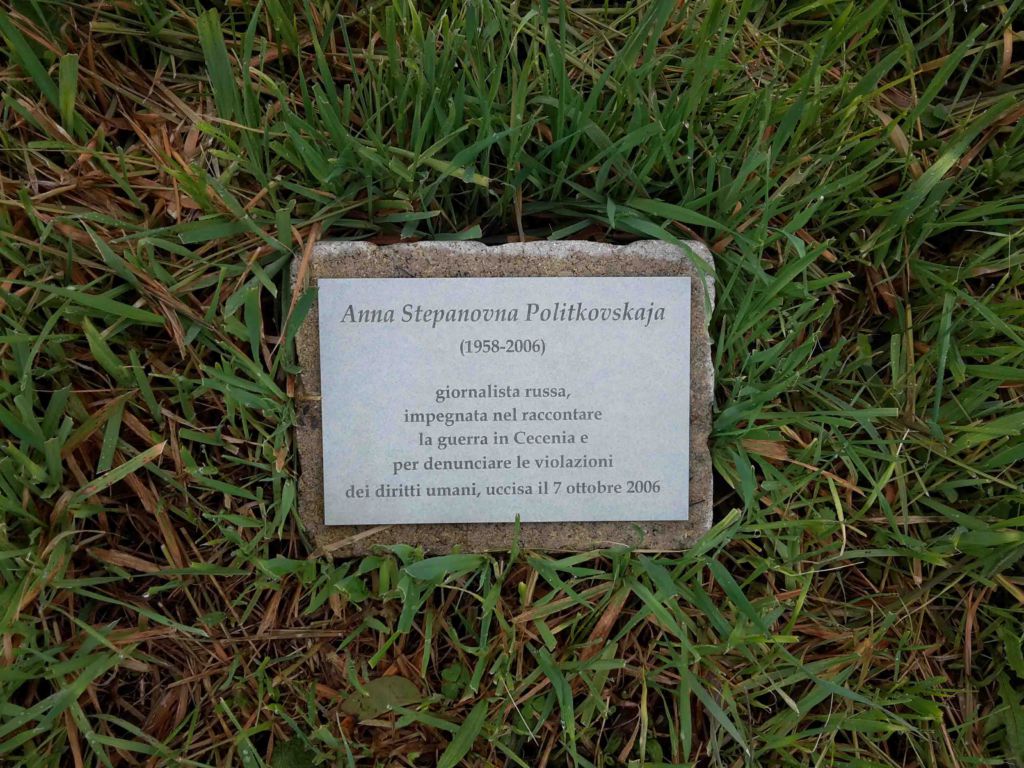 Anna Stepanovna Politkovskaja
(1958-2006)
giornalista russa,
impegnata nel raccontare
la guerra in Cecenia e
per denunciare le violazioni
dei diritti umani, uccisa il 7 ottobre 2006